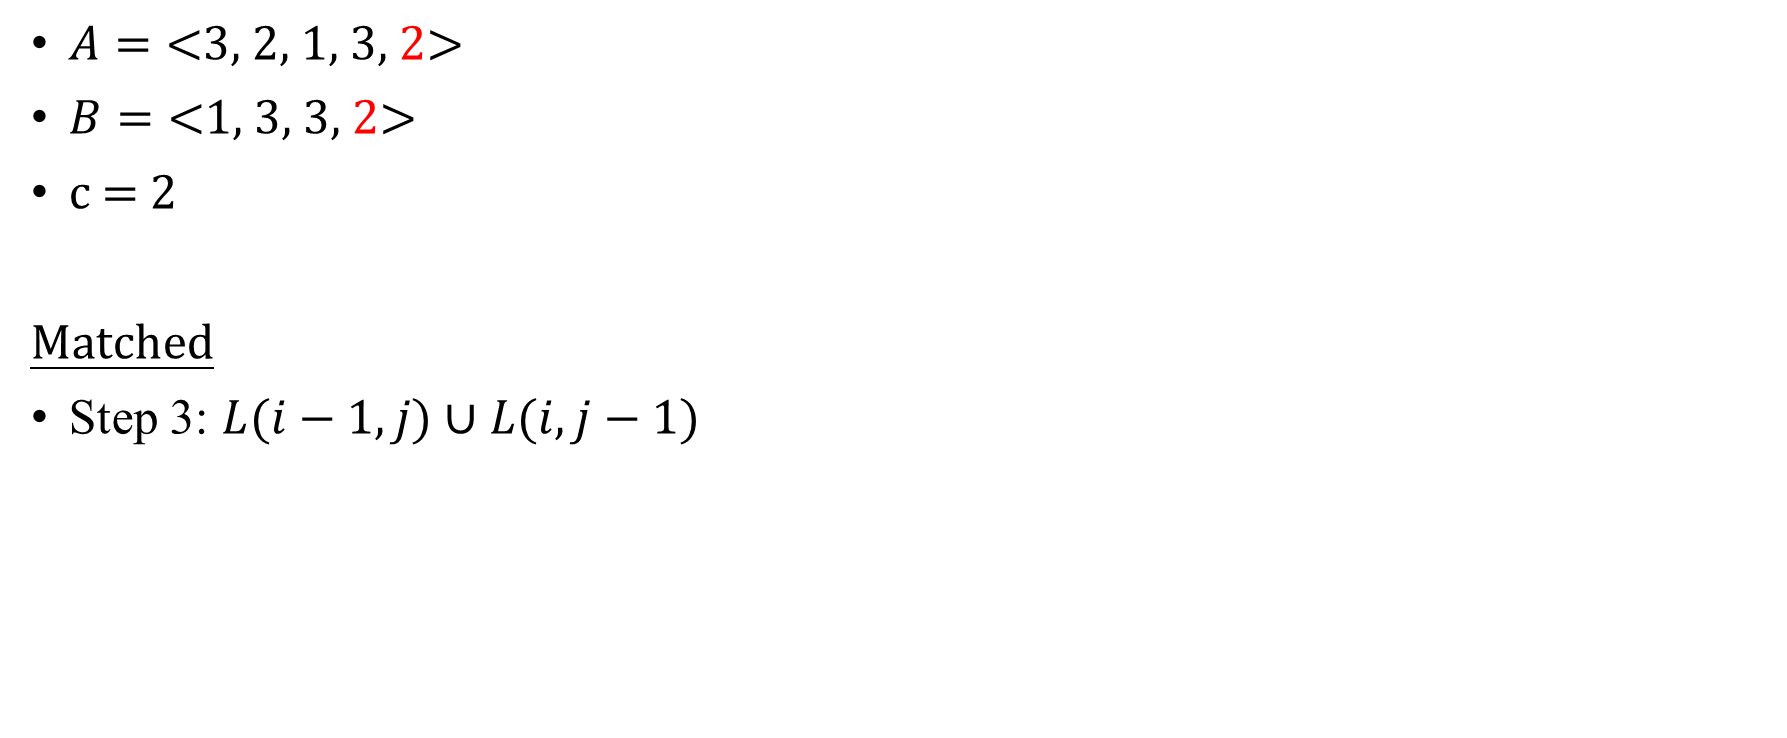 • A = <3, 2, 1, 3, 2>
• B = <1, 3, 3, 2>
• c = 2
Matched
• Step 3: L(i − 1, j) ∪ L(i, j − 1)